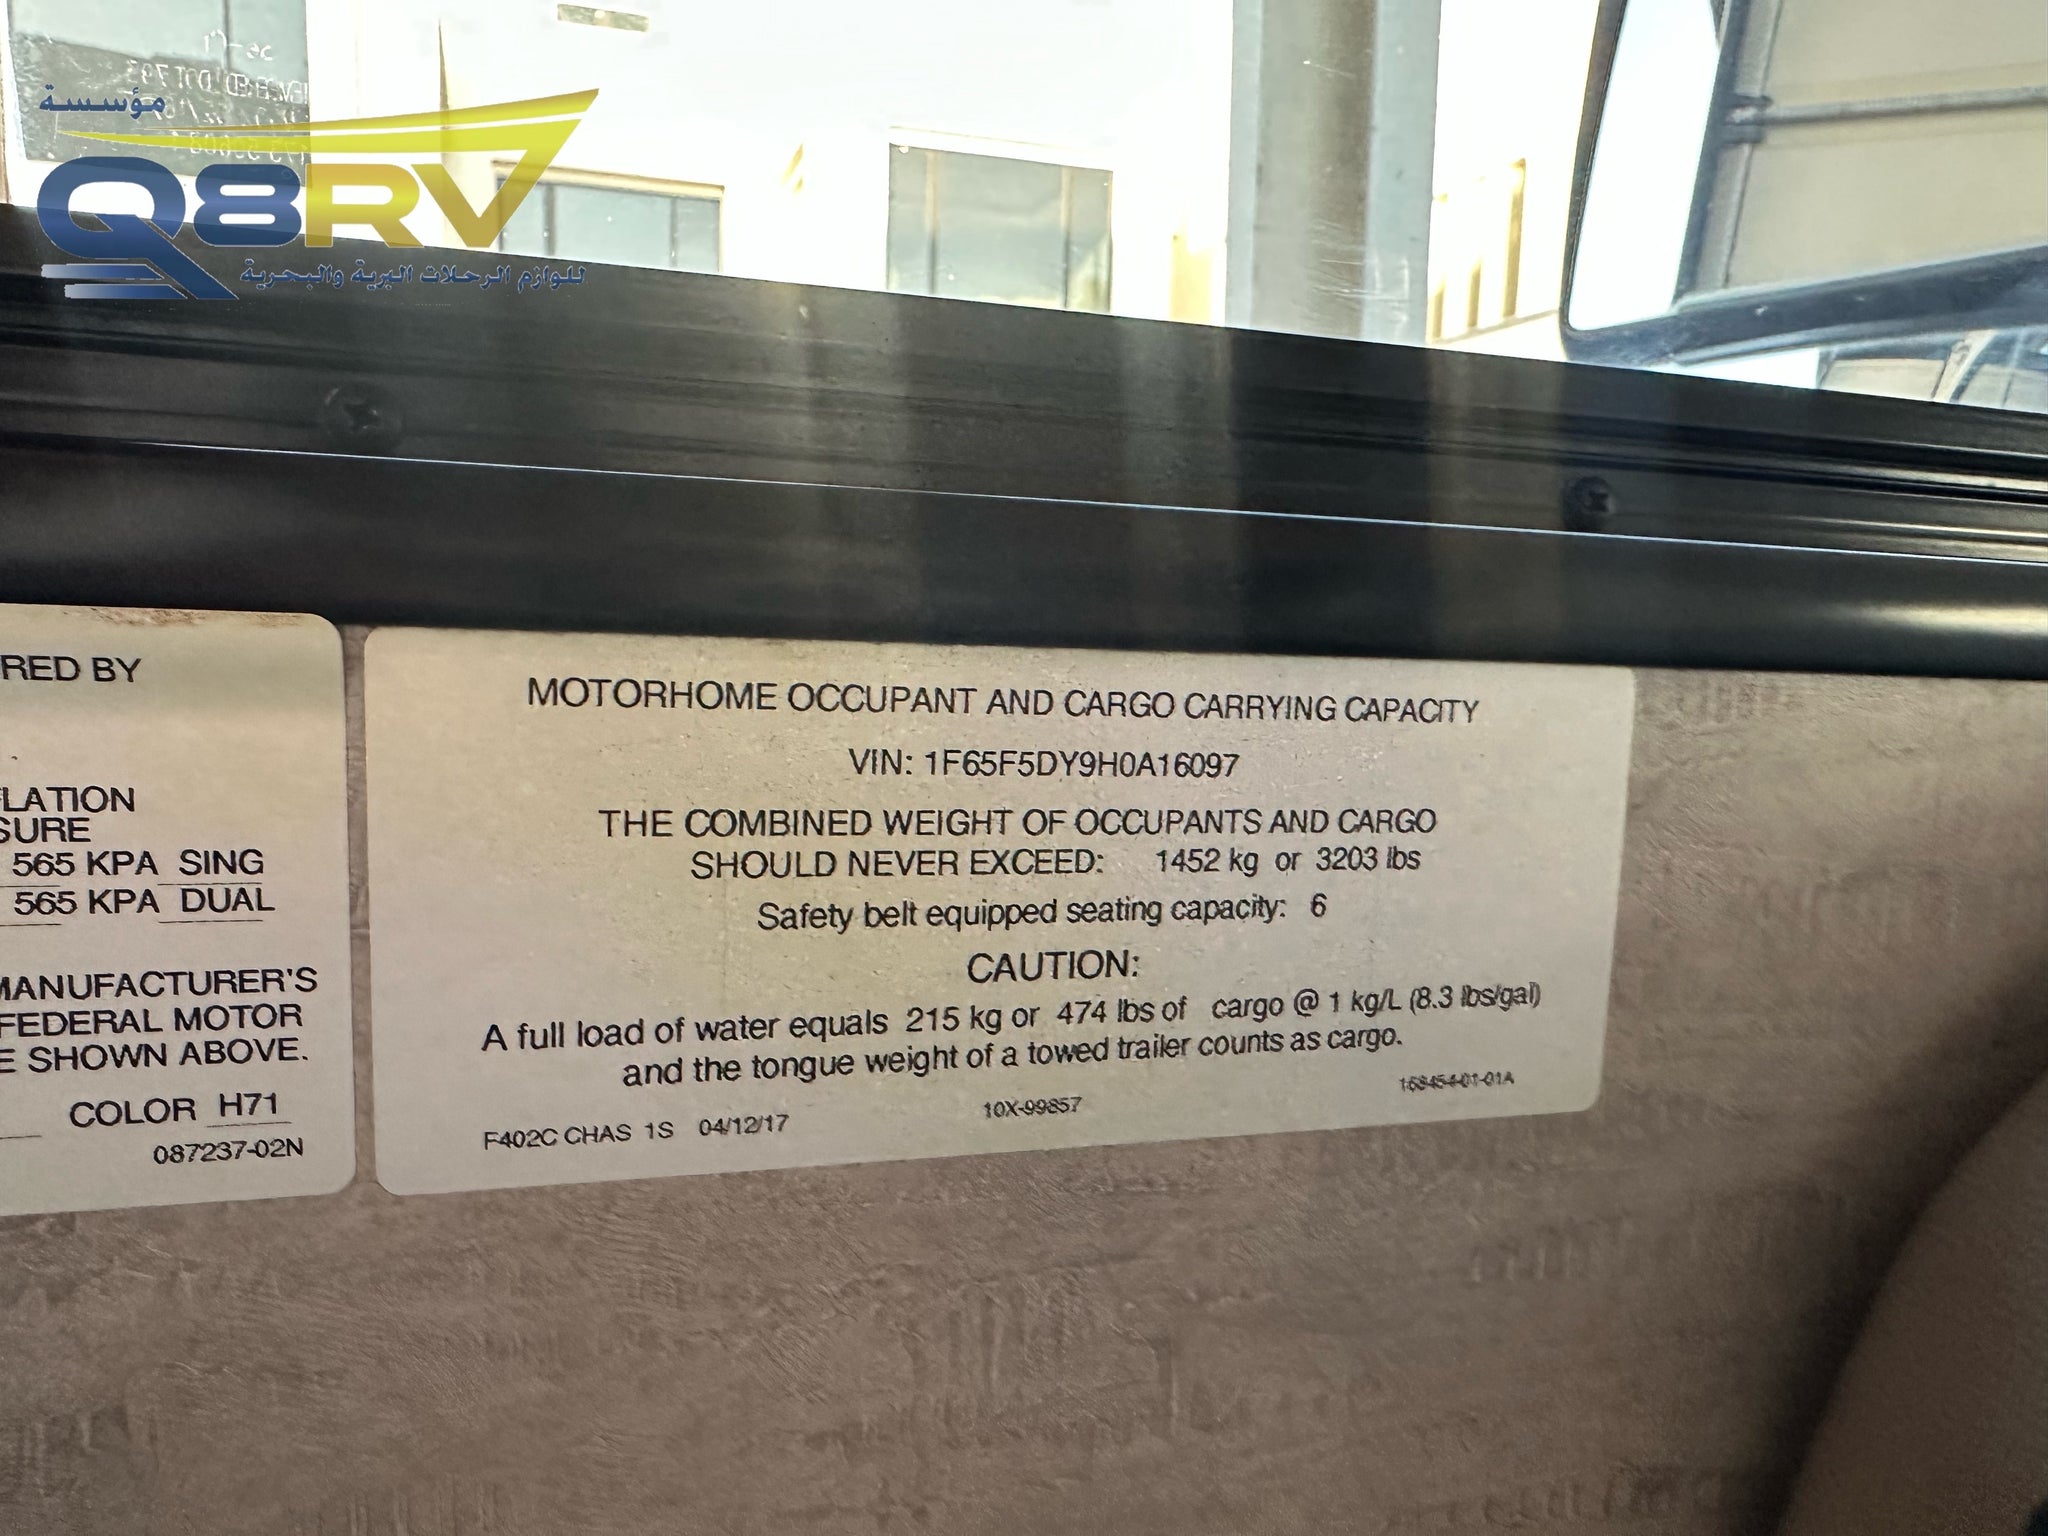 مؤسسة
Q8RV
للوازم الرحلات البرية والبحرية
RED BY
LATION
SURE
565 KPA SING
565 KPA DUAL
MANUFACTURER'S
FEDERAL MOTOR
E SHOWN ABOVE.
COLOR H71
087237-02N
MOTORHOME OCCUPANT AND CARGO CARRYING CAPACITY
VIN: 1F65F5DY9H0A16097
THE COMBINED WEIGHT OF OCCUPANTS AND CARGO
SHOULD NEVER EXCEED: 1452 kg or 3203 lbs
Safety belt equipped seating capacity: 6
CAUTION:
A full load of water equals 215 kg or 474 lbs of cargo @ 1 kg/L (8.3 lbs/gal)
and the tongue weight of a towed trailer counts as cargo.
F402C CHAS 1S 04/12/17 10X-99857 168454-01-01A